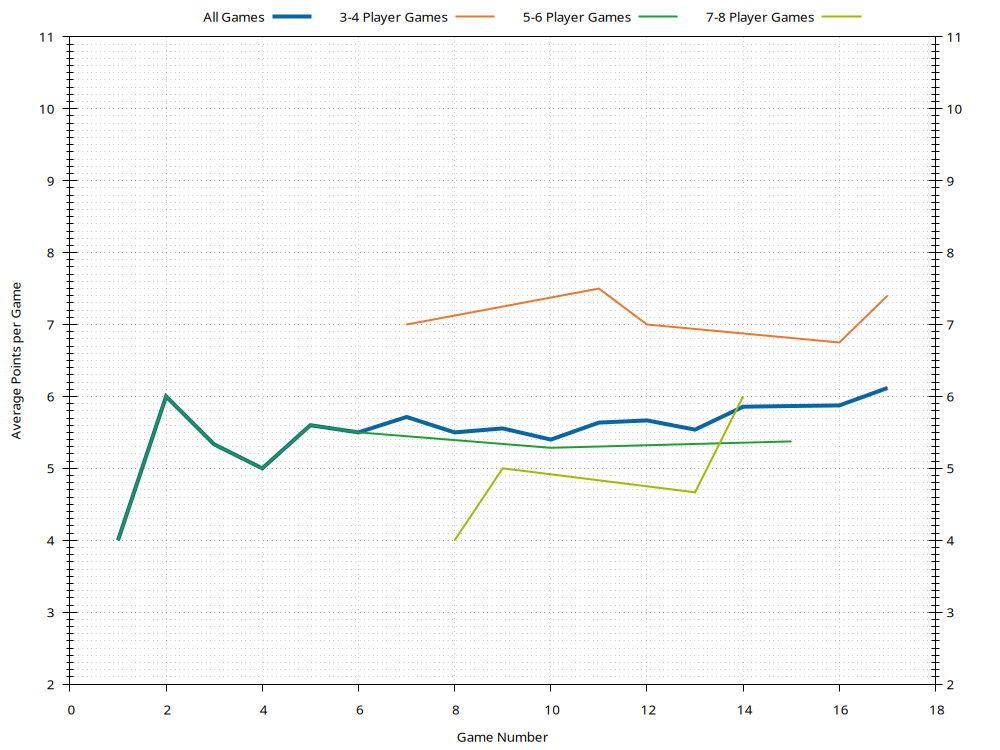 All Games 3-4 Player Games 5-6 Player Games 7-8 Player Games
11 11
10 10
9 9
8 8
7 7
6 6
5 5
4 4
3 3
2 2
Average Points per Game
0 2 4 6 8 10 12 14 16 18
Game Number